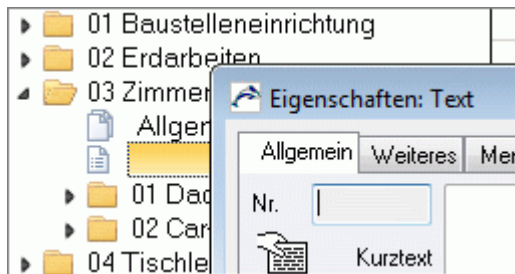 01 Baustelleneinrichtung
02 Erdarbeiten
03 Zimmer
Allgem
01 Dac
02 Car
04 Tischle
Eigenschaften: Text
Allgemein Weiteres Mer
Nr.
Kurztext